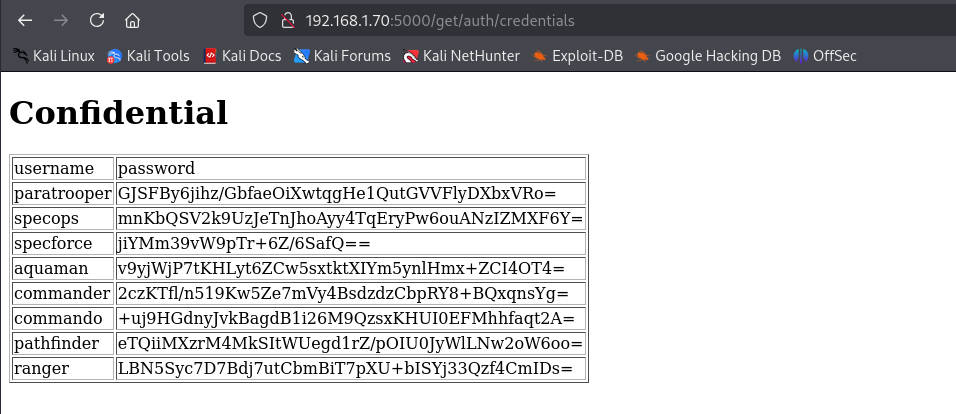 192.168.1.70:5000/get/auth/credentials
Kali Linux Kali Tools Kali Docs Kali Forums Kali NetHunter Exploit-DB Google Hacking DB OffSec
Confidential
username password
paratrooper GJSFBy6jihz/GbfaeOiXwtqgHe1QutGVVFlyDXbxVRo=
specops mnKbQSV2k9UzJeTnJhoAyy4TqEryPw6ouANzIZMXF6Y=
specforce jiYMm39vW9pTr+6Z/6SafQ==
aquaman v9yjWjP7tKHLyt6ZCw5sxtktXIYm5ynlHmx+ZCI4OT4=
commander 2czKTfl/n519Kw5Ze7mVy4BsdzdzCbpRY8+BQxqnsYg=
commando +uj9HGdnyJvkBagdB1i26M9QzsxKHUI0EFMhhfaqt2A=
pathfinder eTQiiMXzrM4MkSItWUegd1rZ/pOIU0JyWlLNw2oW6oo=
ranger LBN5Syc7D7Bdj7utCbmBiT7pXU+bISYj33Qzf4CmIDs=